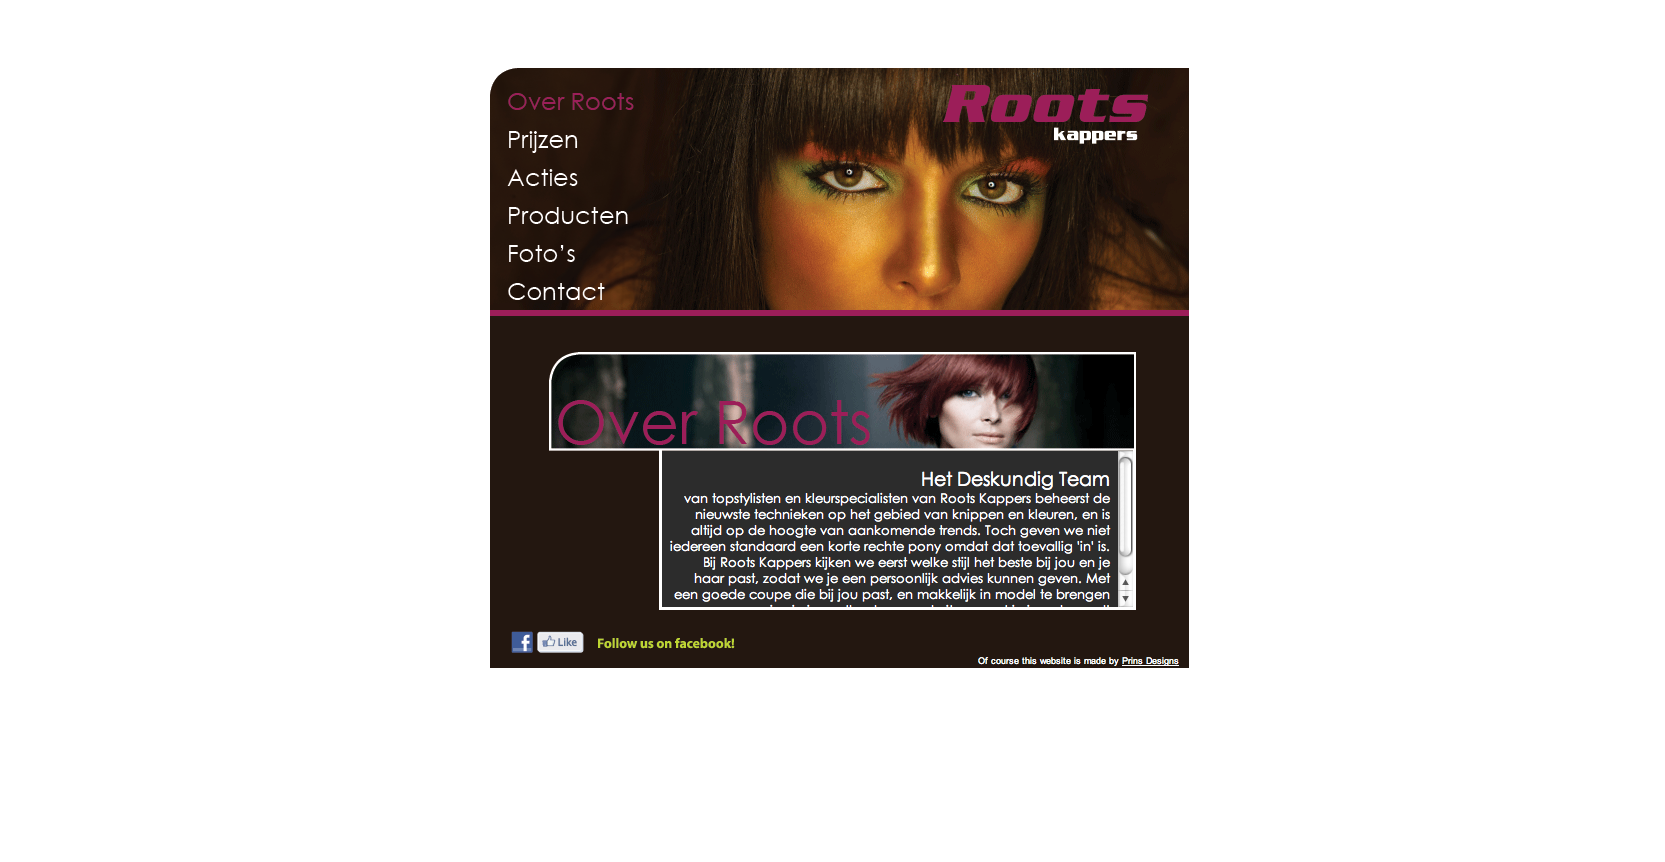 Over Roots
Prijzen
Acties
Producten
Foto's
Contact
Roots
kappers
Over Roots
Het Deskundig Team
van topstylisten en kleurspecialisten van Roots Kappers beheerst de
nieuwste technieken op het gebied van knippen en kleuren, en is
altijd op de hoogte van aankomende trends. Toch geven we niet
iedereen standaard een korte rechte pony omdat dat toevallig 'in' is.
Bij Roots Kappers kijken we eerst welke stijl het beste bij jou en je
haar past, zodat we je een persoonlijk advies kunnen geven. Met
een goede coupe die bij jou past, en makkelijk in model te brengen
f Like Follow us on facebook!
Of course this website is made by Prins Designs